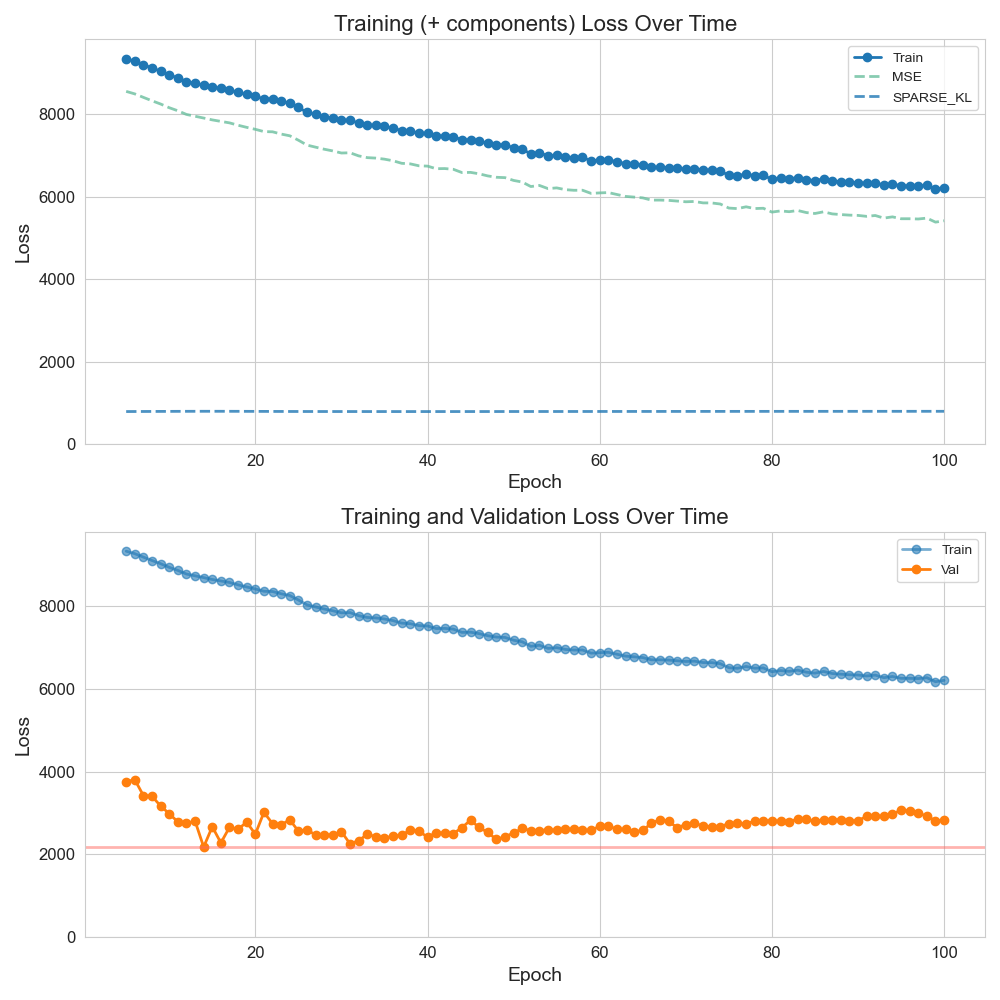 Training (+ components) Loss Over Time
Train
MSE
SPARSE_KL
8000
6000
4000
2000
0
Loss
20 40 60 80 100
Epoch
Training and Validation Loss Over Time
Train
Val
8000
6000
4000
2000
0
Loss
20 40 60 80 100
Epoch